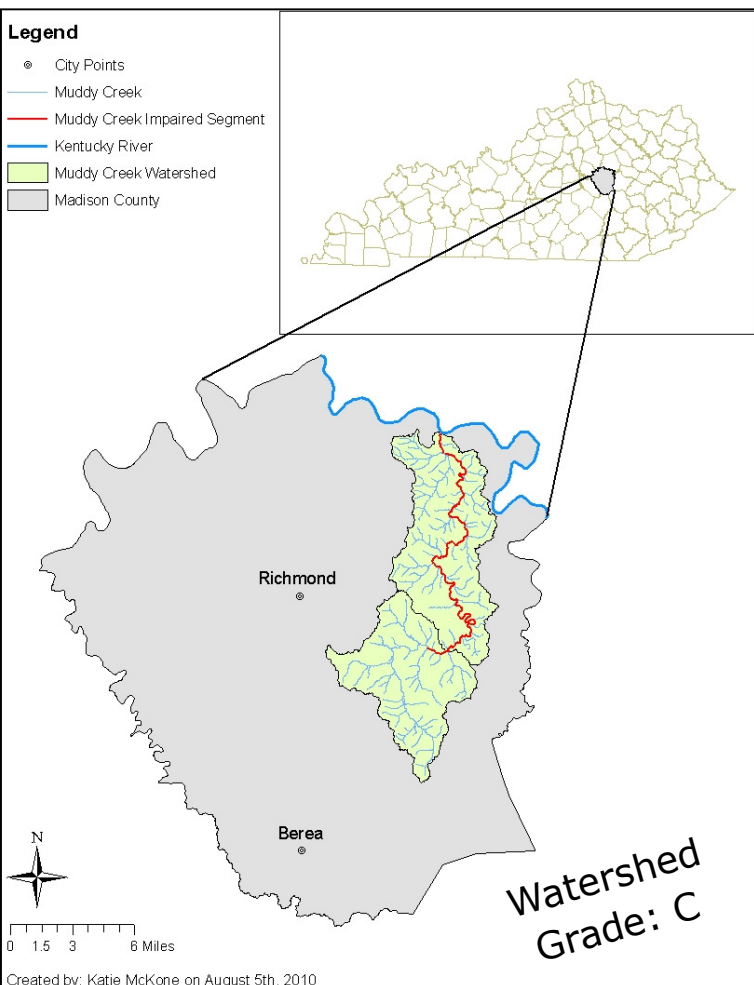 Legend
City Points
Muddy Creek
Muddy Creek Impaired Segment
Kentucky River
Muddy Creek Watershed
Madison County
Richmond
Berea
N
0 1.5 3 6 Miles
Watershed
Grade: C
Created by: Katie McKone on August 5th, 2010